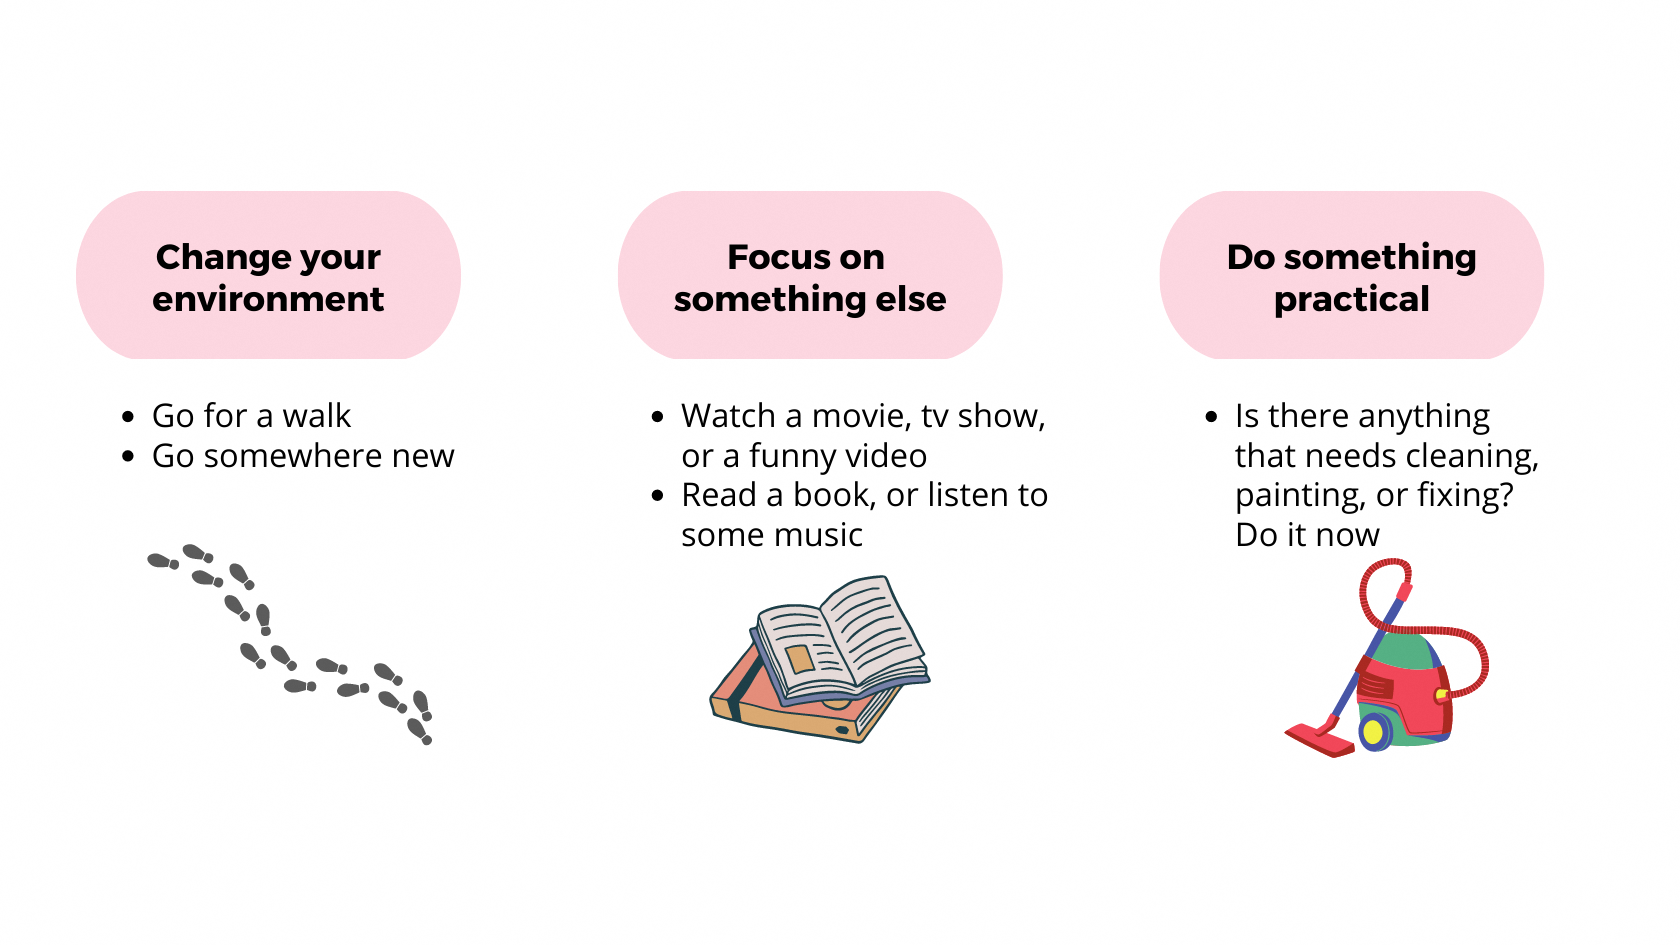 Change your
environment
• Go for a walk
• Go somewhere new
Focus on
something else
• Watch a movie, tv show,
or a funny video
• Read a book, or listen to
some music
Do something
practical
• Is there anything
that needs cleaning,
painting, or fixing?
Do it now